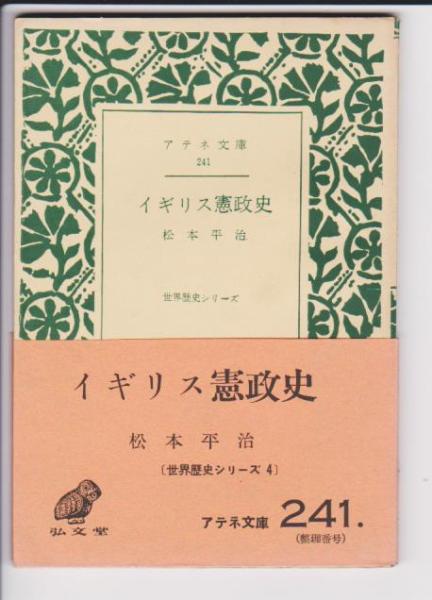 アテネ文庫
241
イギリス憲政史
松本平治
世界歴史シリーズ
イギリス憲政史
松本平治
〔世界歴史シリーズ 4〕
弘文堂
アテネ文庫 241.
(整理番号)